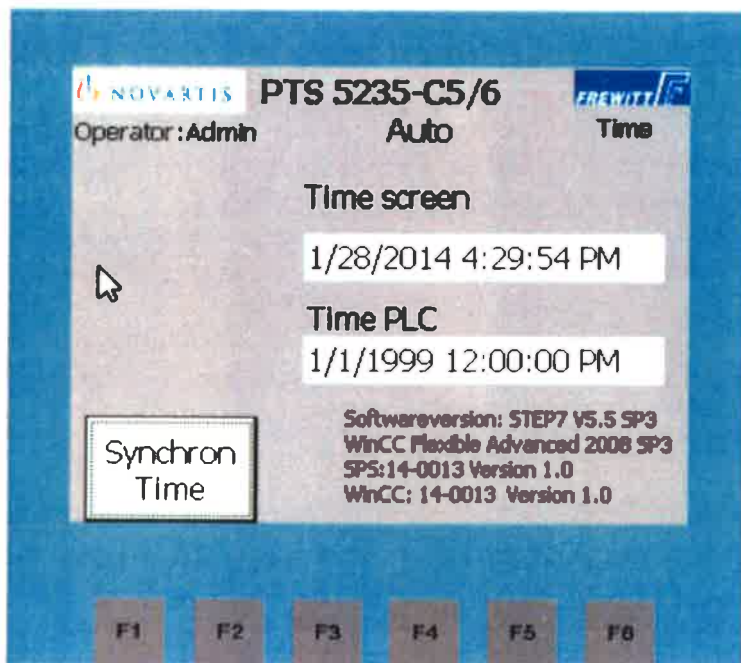 NOVARTIS PTS 5235-C5/6 FREWITT
Operator :Admin Auto Time
Time screen
1/28/2014 4:29:54 PM
Time PLC
1/1/1999 12:00:00 PM
Softwareversion: STEP7 V5.5 SP3
WinCC Flexible Advanced 2008 SP3
SPS:14-0013 Version 1.0
WinCC: 14-0013 Version 1.0
Synchron
Time
F1 F2 F3 F4 F5 F6